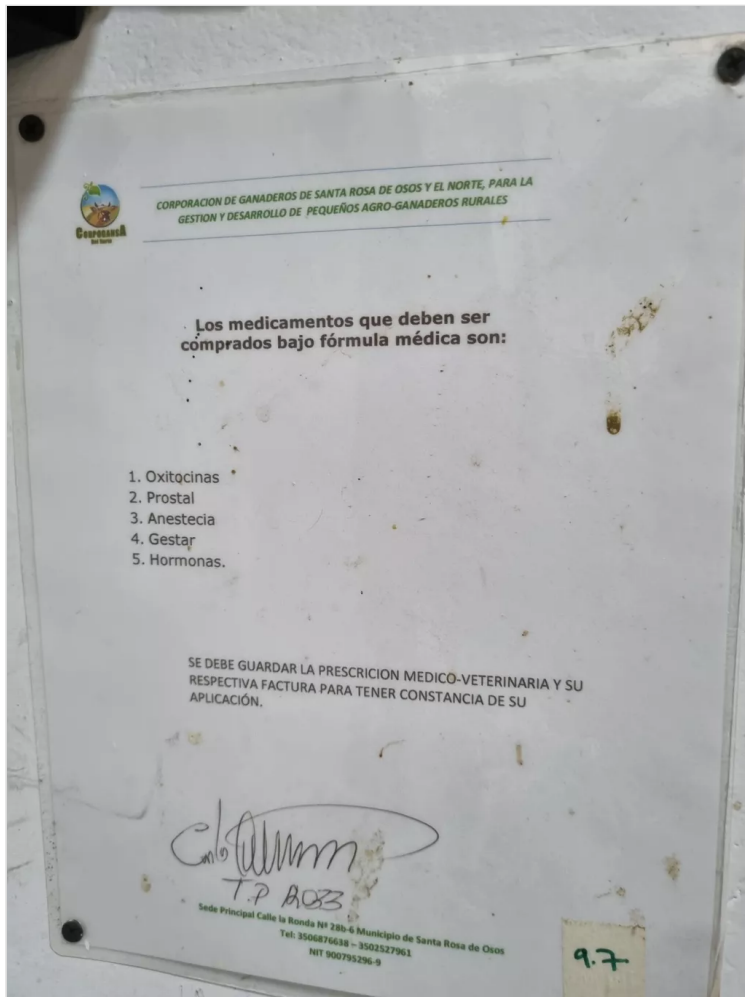 CORPORACION DE GANADEROS DE SANTA ROSA DE OSOS Y EL NORTE, PARA LA
GESTION Y DESARROLLO DE PEQUEÑOS AGRO-GANADEROS RURALES
CORPOGANSA
Del Norte
Los medicamentos que deben ser
comprados bajo fórmula médica son:
1. Oxitocinas
2. Prostal
3. Anestecia
4. Gestar
5. Hormonas.
SE DEBE GUARDAR LA PRESCRICION MEDICO-VETERINARIA Y SU
RESPECTIVA FACTURA PARA TENER CONSTANCIA DE SU
APLICACIÓN.
T.P
Sede Principal Calle la Ronda Nº 28b-6 Municipio de Santa Rosa de Osos
Tel: 3506876638 – 3502527961
NIT 900795296-9
9.7